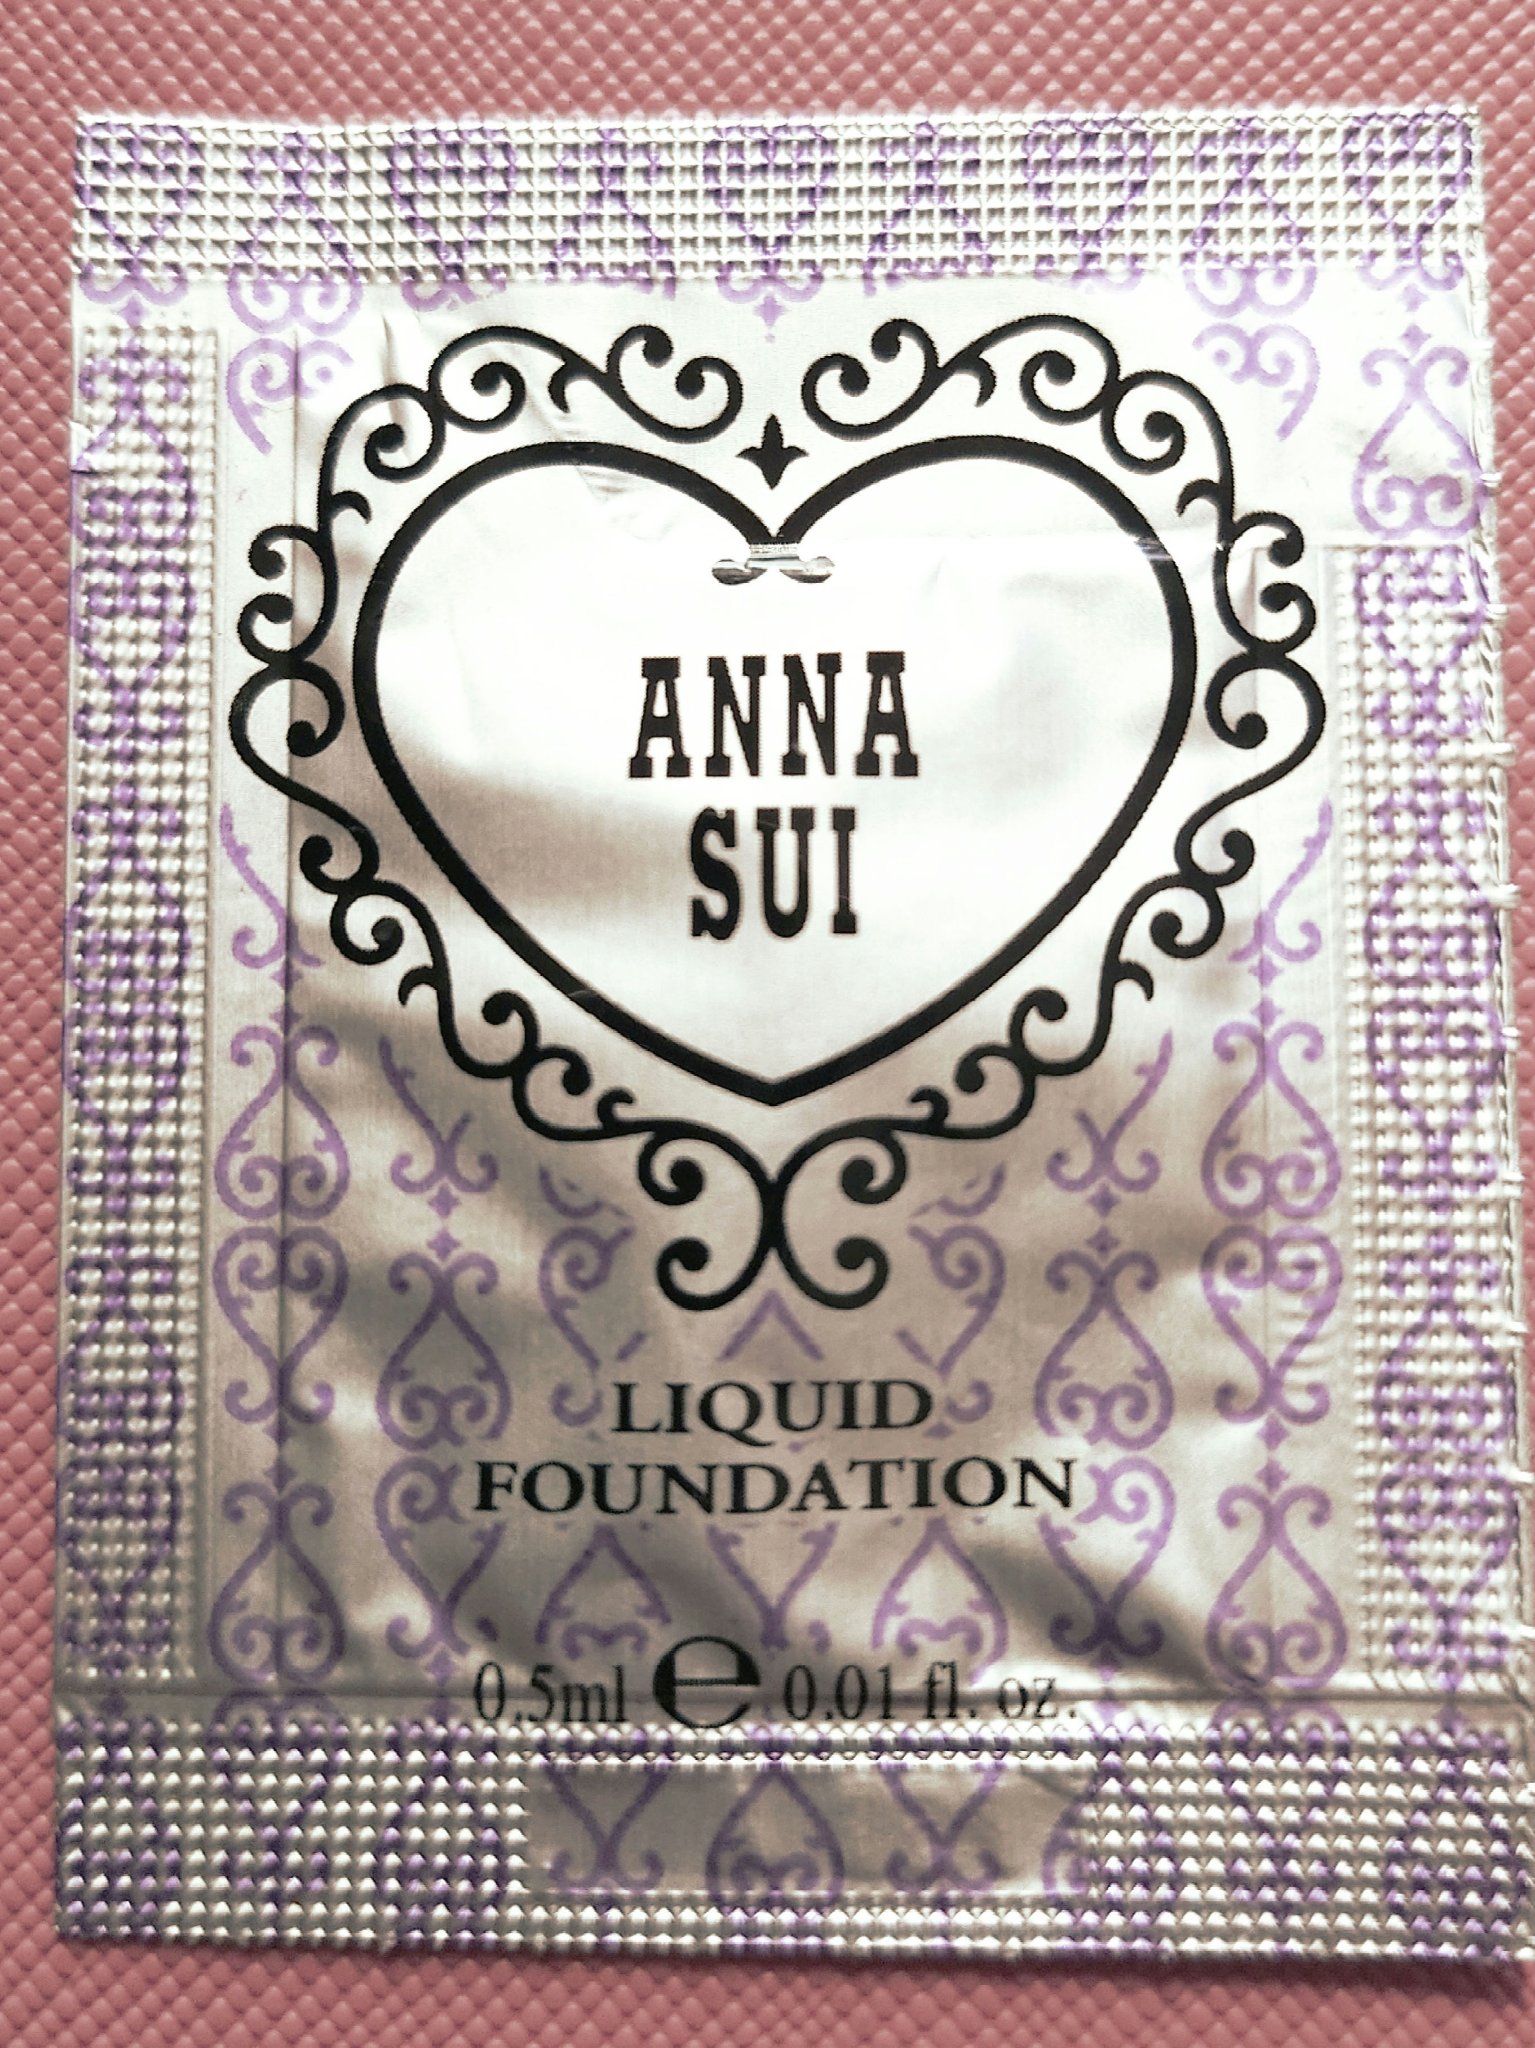 ANNA
SUI
LIQUID
FOUNDATION
0.5ml ℮ 0.01 fl. oz.